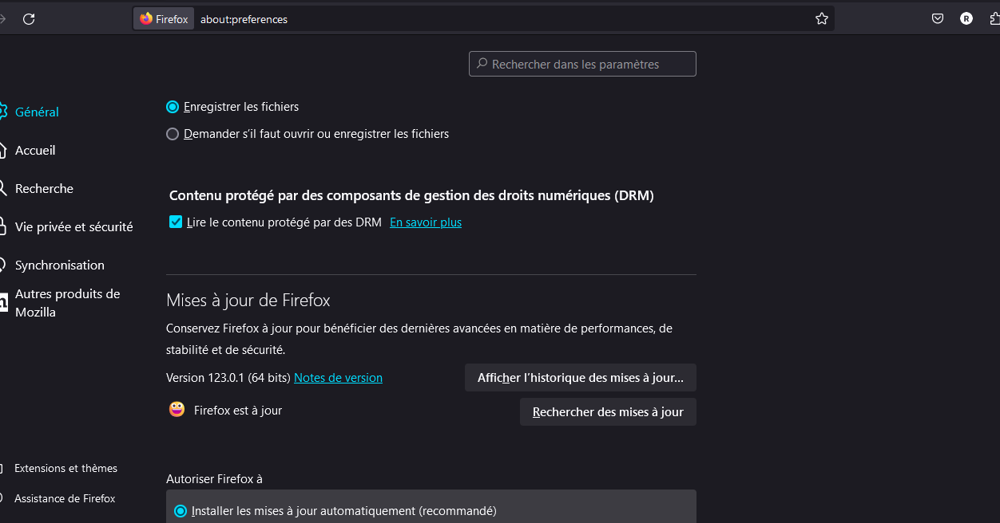 Firefox about:preferences
R
Rechercher dans les paramètres
Général
Accueil
Recherche
Vie privée et sécurité
Synchronisation
Autres produits de
Mozilla
Extensions et thèmes
Assistance de Firefox
Enregistrer les fichiers
Demander s’il faut ouvrir ou enregistrer les fichiers
Contenu protégé par des composants de gestion des droits numériques (DRM)
Lire le contenu protégé par des DRM En savoir plus
Mises à jour de Firefox
Conservez Firefox à jour pour bénéficier des dernières avancées en matière de performances, de
stabilité et de sécurité.
Version 123.0.1 (64 bits) Notes de version
Afficher l’historique des mises à jour…
Firefox est à jour
Rechercher des mises à jour
Autoriser Firefox à
Installer les mises à jour automatiquement (recommandé)